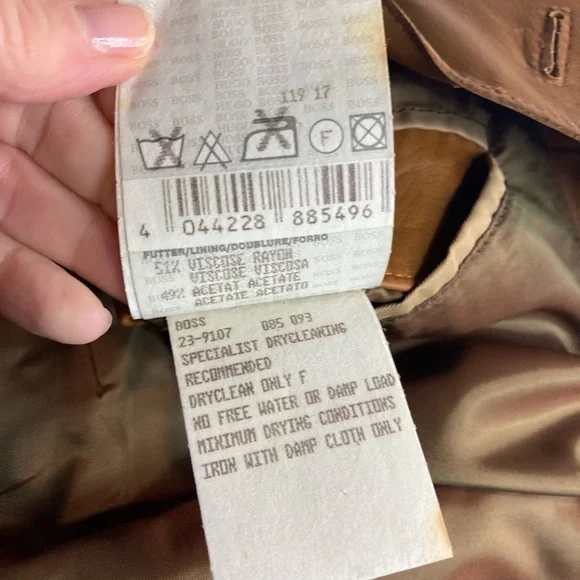 HUGO BOSS
119 17
F
4 044228 885496
FUTTER/LINING/DOUBLURE/FORRO
51% VISCOSE RAYON
VISCOSE VISCOSA
49% ACETAT ACETATE
ACETATE ACETATO
BOSS
23-9107 085 093
SPECIALIST DRYCLEANING
RECOMMENDED
DRYCLEAN ONLY F
NO FREE WATER OR DAMP LOAD
MINIMUM DRYING CONDITIONS
IRON WITH DAMP CLOTH ONLY